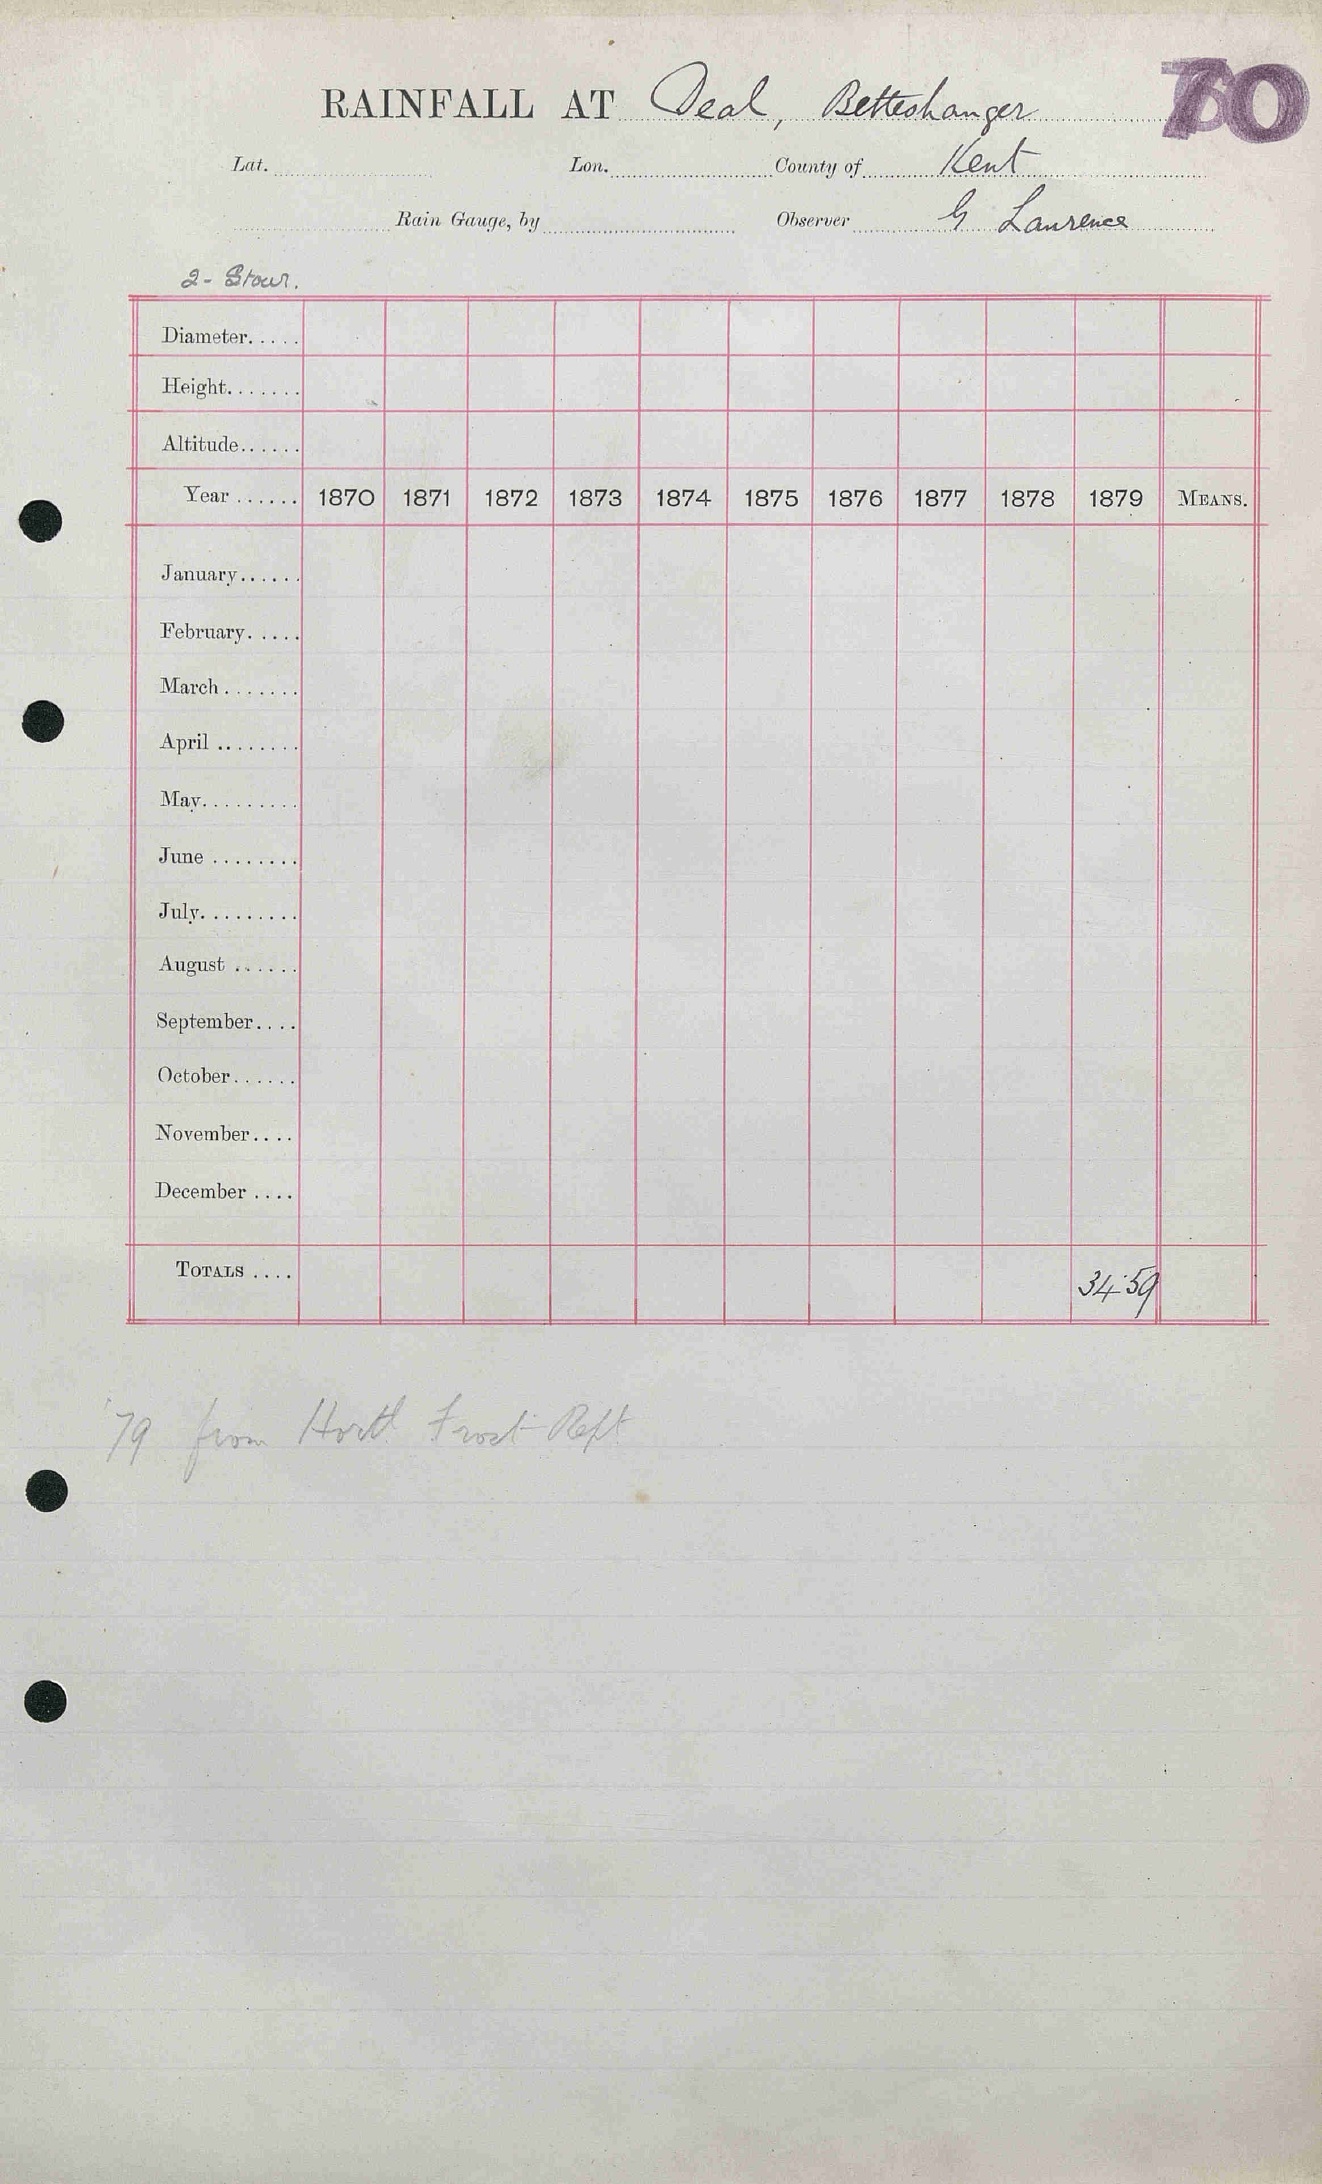 RAINFALL AT Deal, Betteshanger 70
Lat. Lon. County of Kent
Rain Gauge, by Observer G Laurence
2 - Stour.
Diameter.....
Height.......
Altitude......
Year ...... 1870 1871 1872 1873 1874 1875 1876 1877 1878 1879 MEANS.
January......
February.....
March.......
April ........
May.........
June ........
July.........
August ......
September....
October......
November....
December ....
TOTALS .... 34.59
'79 from Hortl Frost Rept